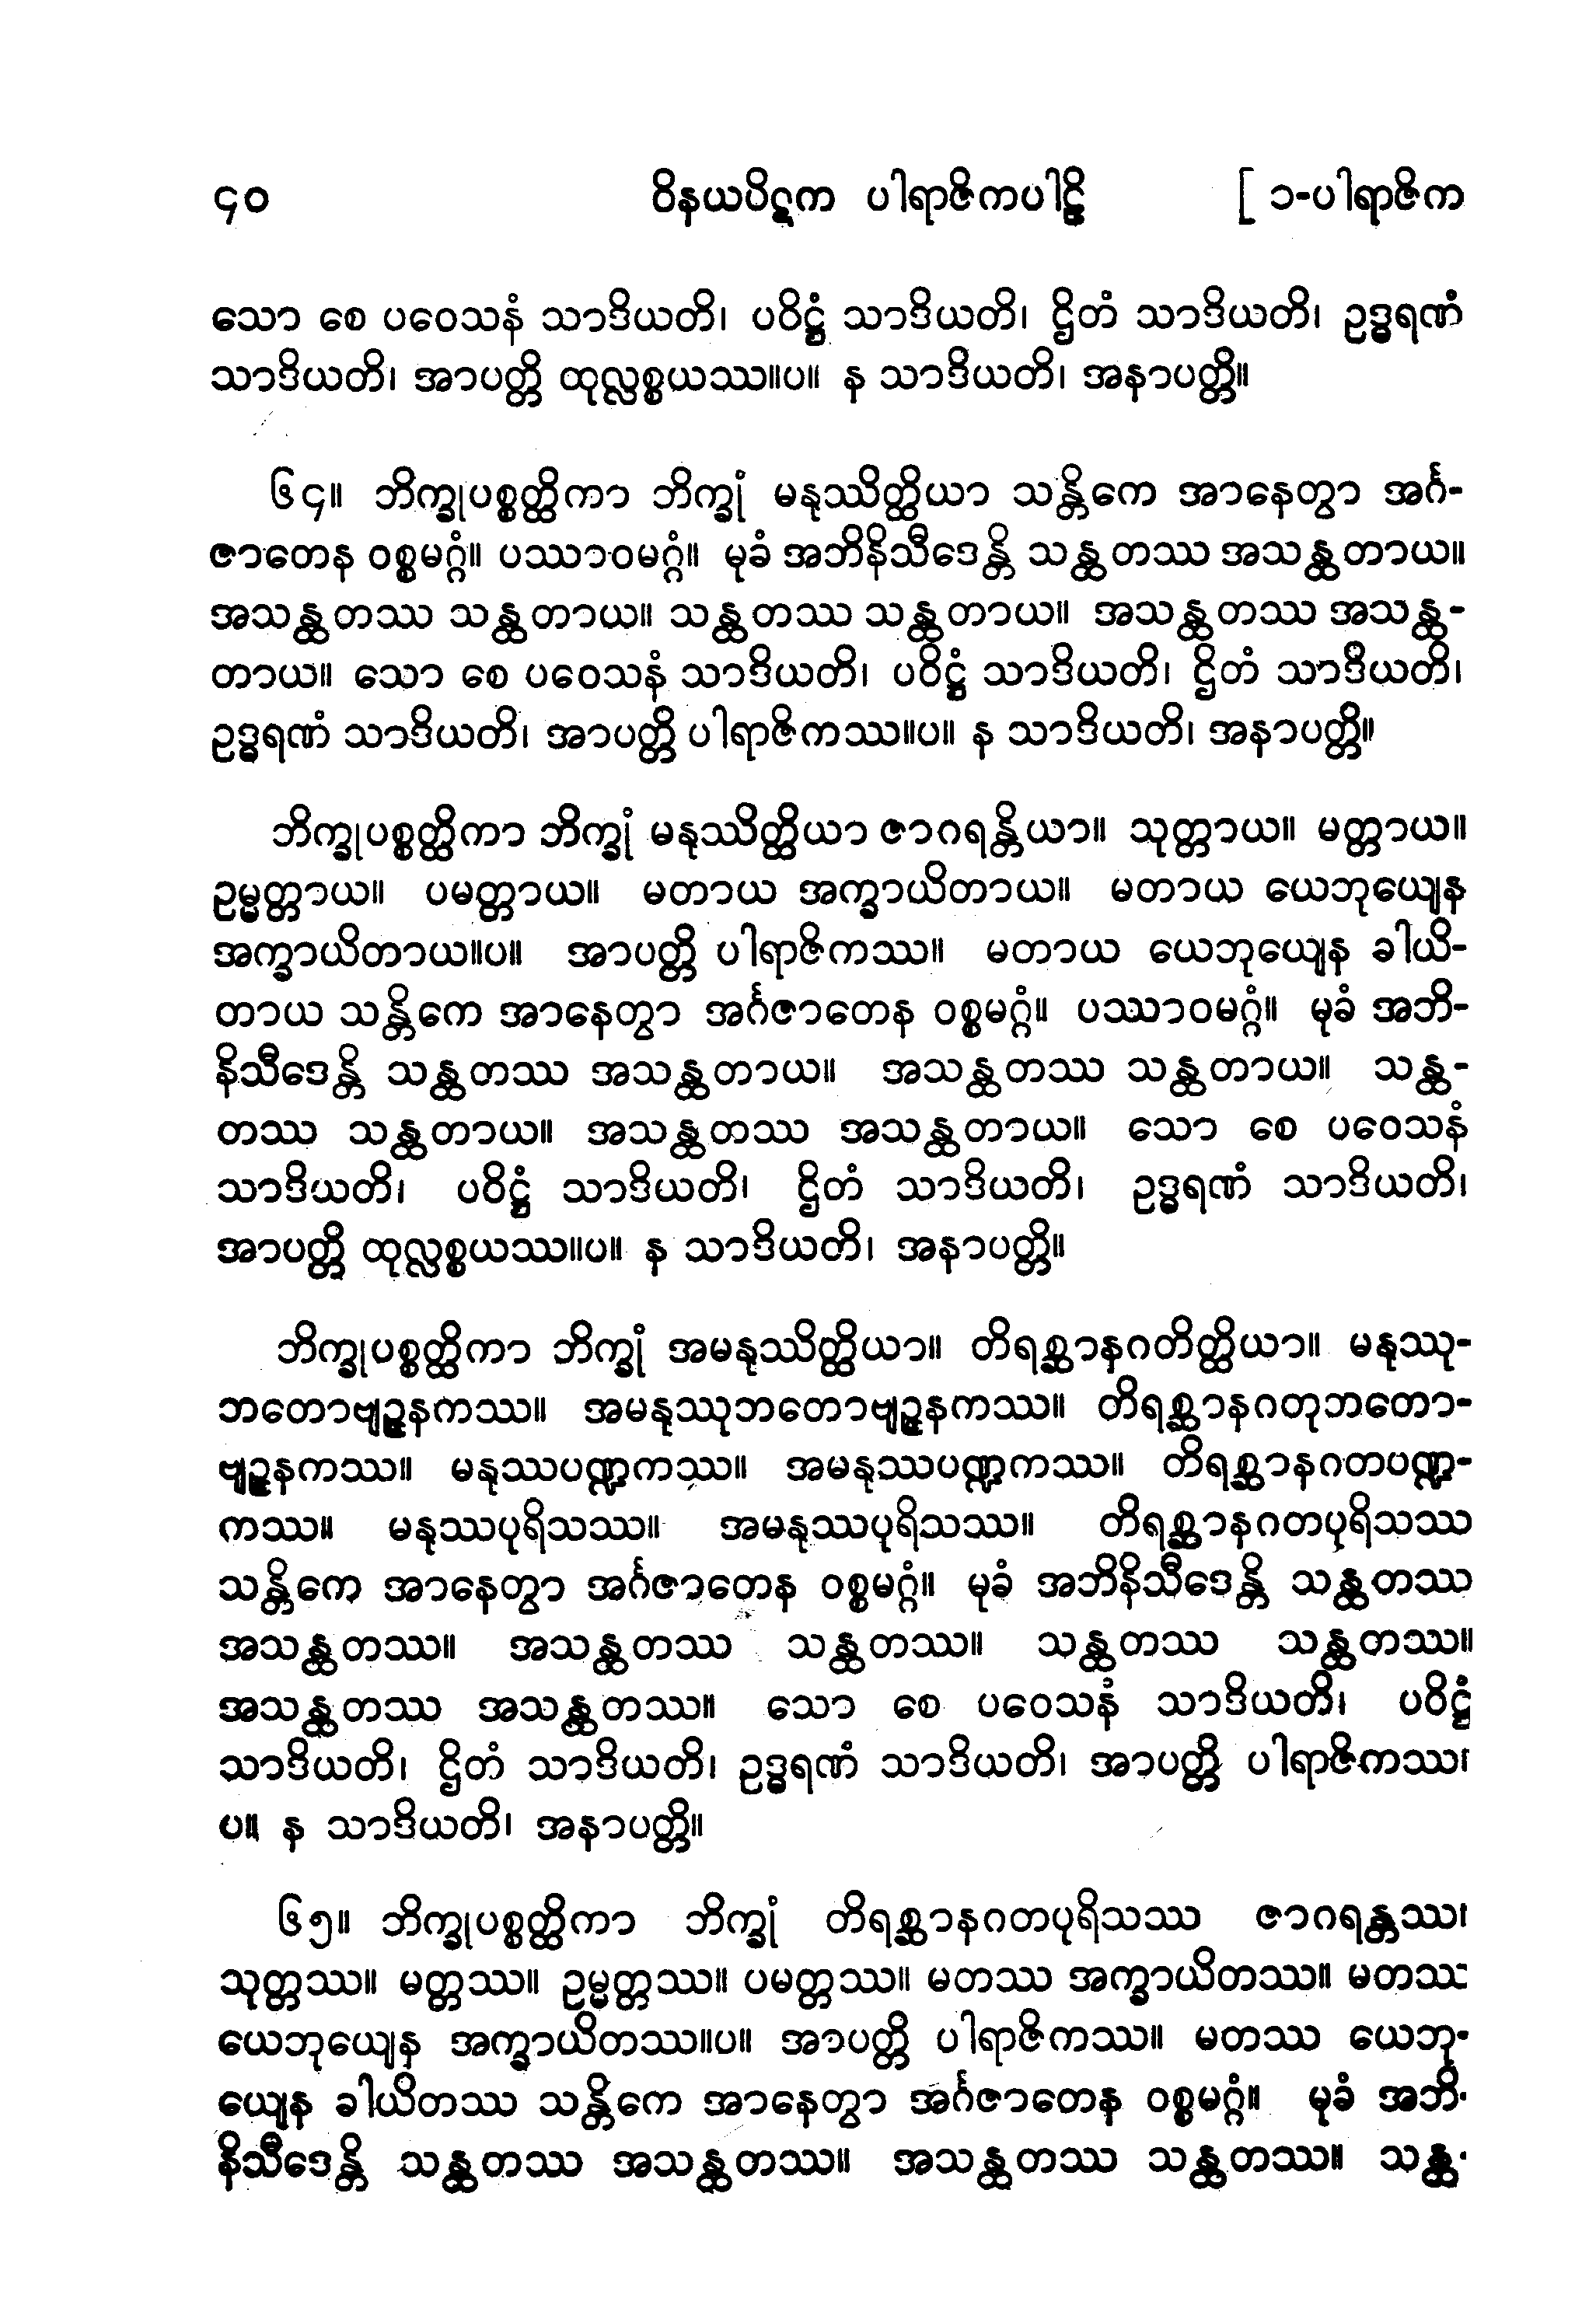 ၄၀ ဝိနယပိဋက ပါရာဇိကပါဠိ [ ၁-ပါရာဇိက
သော စေ ပဝေသနံ သာဒိယတိ၊ ပဝိဋ္ဌံ သာဒိယတိ၊ ဌိတံ သာဒိယတိ၊ ဥဒ္ဓရဏံ
သာဒိယတိ၊ အာပတ္တိ ထုလ္လစ္စယဿ။ပ။ န သာဒိယတိ၊ အနာပတ္တိ။
၆၄။ ဘိက္ခုပစ္စတ္ထိကာ ဘိက္ခုံ မနုဿိတ္ထိယာ သန္တိကေ အာနေတွာ အင်္ဂ-
ဇာတေန ဝစ္စမဂ္ဂံ။ ပဿာဝမဂ္ဂံ။ မုခံ အဘိနိသီဒေန္တိ သန္ထတဿ အသန္ထတာယ။
အသန္ထတဿ သန္ထတာယ။ သန္ထတဿ သန္ထတာယ။ အသန္ထတဿ အသန္ထ-
တာယ။ သော စေ ပဝေသနံ သာဒိယတိ၊ ပဝိဋ္ဌံ သာဒိယတိ၊ ဌိတံ သာဒိယတိ၊
ဥဒ္ဓရဏံ သာဒိယတိ၊ အာပတ္တိ ပါရာဇိကဿ။ပ။ န သာဒိယတိ၊ အနာပတ္တိ။
ဘိက္ခုပစ္စတ္ထိကာ ဘိက္ခုံ မနုဿိတ္ထိယာ ဇာဂရန္တိယာ။ သုတ္တာယ။ မတ္တာယ။
ဥမ္မတ္တာယ။ ပမတ္တာယ။ မတာယ အက္ခာယိတာယ။ မတာယ ယေဘုယျေန
အက္ခာယိတာယ။ပ။ အာပတ္တိ ပါရာဇိကဿ။ မတာယ ယေဘုယျေန ခါယိ-
တာယ သန္တိကေ အာနေတွာ အင်္ဂဇာတေန ဝစ္စမဂ္ဂံ။ ပဿာဝမဂ္ဂံ။ မုခံ အဘိ-
နိသီဒေန္တိ သန္ထတဿ အသန္ထတာယ။ အသန္ထတဿ သန္ထတာယ။ သန္ထ-
တဿ သန္ထတာယ။ အသန္ထတဿ အသန္ထတာယ။ သော စေ ပဝေသနံ
သာဒိယတိ၊ ပဝိဋ္ဌံ သာဒိယတိ၊ ဌိတံ သာဒိယတိ၊ ဥဒ္ဓရဏံ သာဒိယတိ၊
အာပတ္တိ ထုလ္လစ္စယဿ။ပ။ န သာဒိယတိ၊ အနာပတ္တိ။
ဘိက္ခုပစ္စတ္ထိကာ ဘိက္ခုံ အမနုဿိတ္ထိယာ။ တိရစ္ဆာနဂတိတ္ထိယာ။ မနုဿု-
ဘတောဗျဉ္ဇနကဿ။ အမနုဿုဘတောဗျဉ္ဇနကဿ။ တိရစ္ဆာနဂတုဘတော-
ဗျဉ္ဇနကဿ။ မနုဿပဏ္ဍကဿ။ အမနုဿပဏ္ဍကဿ။ တိရစ္ဆာနဂတပဏ္ဍ-
ကဿ။ မနုဿပုရိသဿ။ အမနုဿပုရိသဿ။ တိရစ္ဆာနဂတပုရိသဿ
သန္တိကေ အာနေတွာ အင်္ဂဇာတေန ဝစ္စမဂ္ဂံ။ မုခံ အဘိနိသီဒေန္တိ သန္ထတဿ
အသန္ထတဿ။ အသန္ထတဿ သန္ထတဿ။ သန္ထတဿ သန္ထတဿ။
အသန္ထတဿ အသန္ထတဿ။ သော စေ ပဝေသနံ သာဒိယတိ၊ ပဝိဋ္ဌံ
သာဒိယတိ၊ ဌိတံ သာဒိယတိ၊ ဥဒ္ဓရဏံ သာဒိယတိ၊ အာပတ္တိ ပါရာဇိကဿ၊
ပ။ န သာဒိယတိ၊ အနာပတ္တိ။
၆၅။ ဘိက္ခုပစ္စတ္ထိကာ ဘိက္ခုံ တိရစ္ဆာနဂတပုရိသဿ ဇာဂရန္တဿ၊
သုတ္တဿ။ မတ္တဿ။ ဥမ္မတ္တဿ။ ပမတ္တဿ။ မတဿ အက္ခာယိတဿ။ မတဿ
ယေဘုယျေန အက္ခာယိတဿ။ပ။ အာပတ္တိ ပါရာဇိကဿ။ မတဿ ယေဘု-
ယျေန ခါယိတဿ သန္တိကေ အာနေတွာ အင်္ဂဇာတေန ဝစ္စမဂ္ဂံ။ မုခံ အဘိ-
နိသီဒေန္တိ သန္ထတဿ အသန္ထတဿ။ အသန္ထတဿ သန္ထတဿ။ သန္ထ-